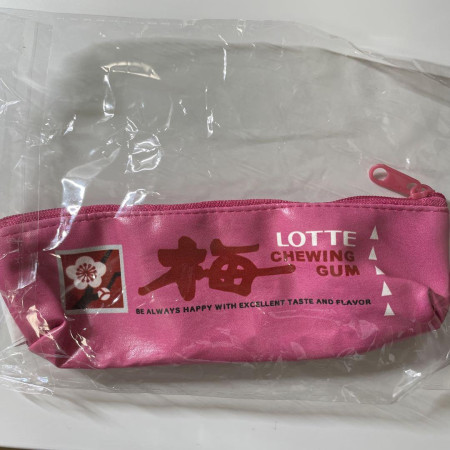 梅
LOTTE
CHEWING
GUM
BE ALWAYS HAPPY WITH EXCELLENT TASTE AND FLAVOR